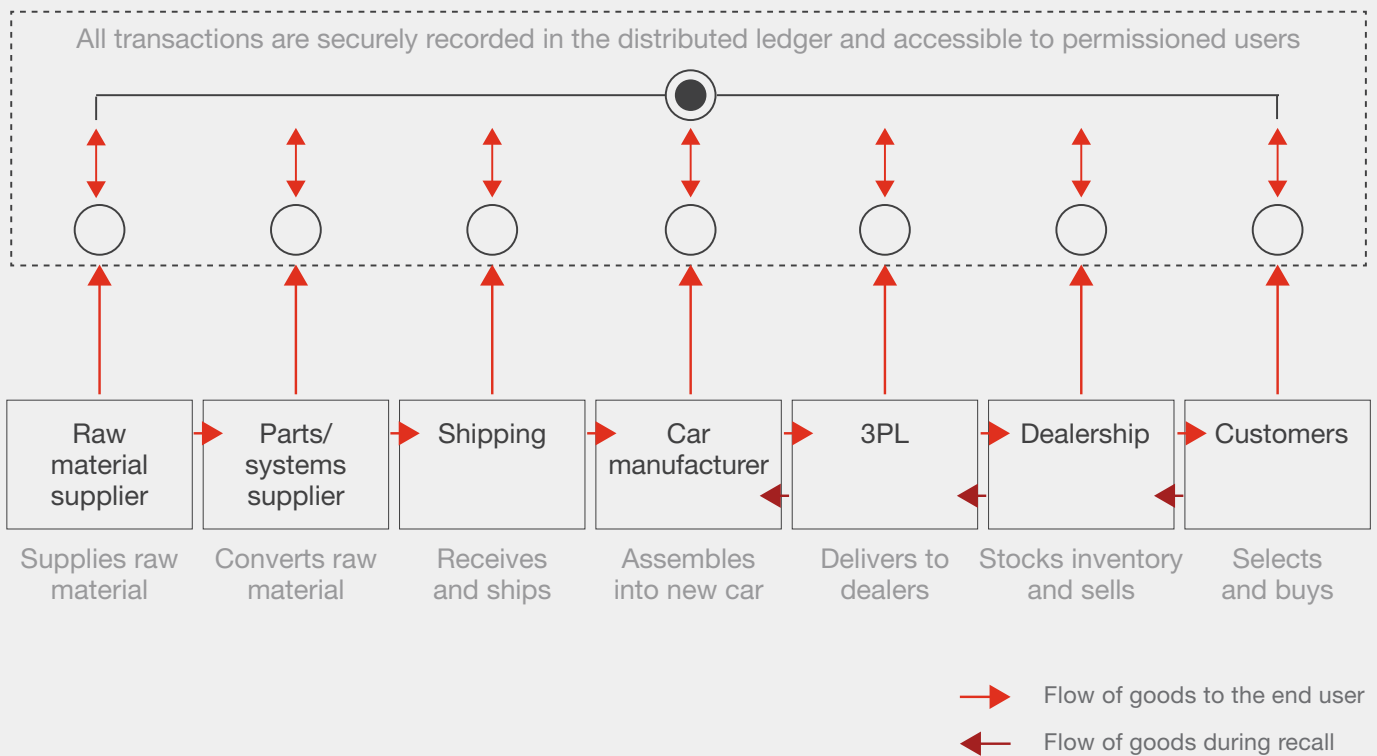 All transactions are securely recorded in the distributed ledger and accessible to permissioned users
Raw
material
supplier
Parts/
systems
supplier
Shipping
Car
manufacturer
3PL
Dealership
Customers
Supplies raw
material
Converts raw
material
Receives
and ships
Assembles
into new car
Delivers to
dealers
Stocks inventory
and sells
Selects
and buys
Flow of goods to the end user
Flow of goods during recall